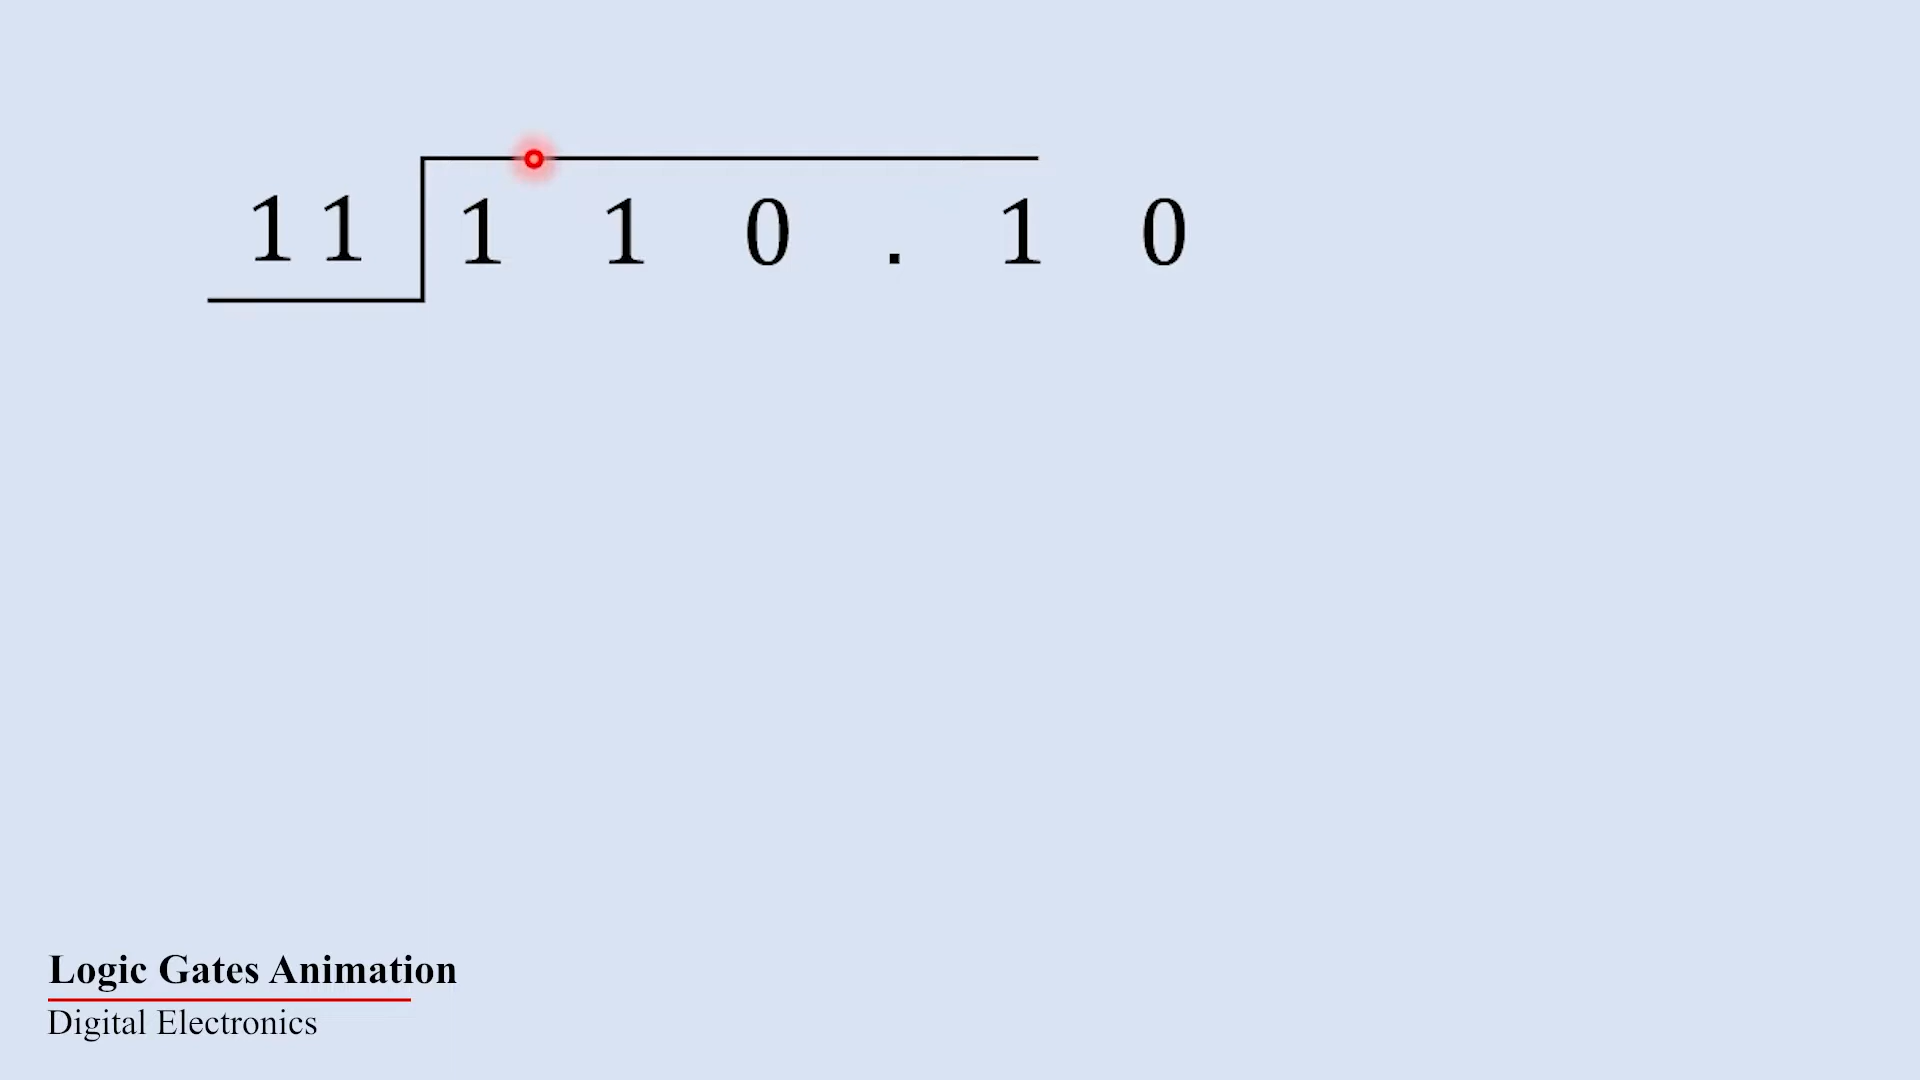 11 1 1 0 . 1 0
Logic Gates Animation
Digital Electronics